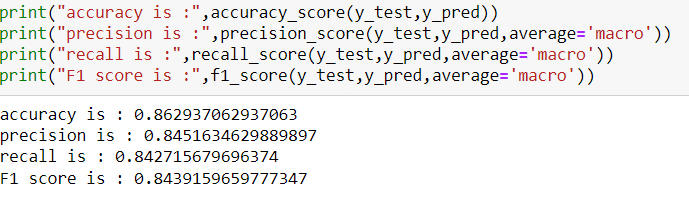 print("accuracy is :",accuracy_score(y_test,y_pred))
print("precision is :",precision_score(y_test,y_pred,average='macro'))
print("recall is :",recall_score(y_test,y_pred,average='macro'))
print("F1 score is :",f1_score(y_test,y_pred,average='macro'))
accuracy is : 0.862937062937063
precision is : 0.8451634629889897
recall is : 0.842715679696374
F1 score is : 0.8439159659777347